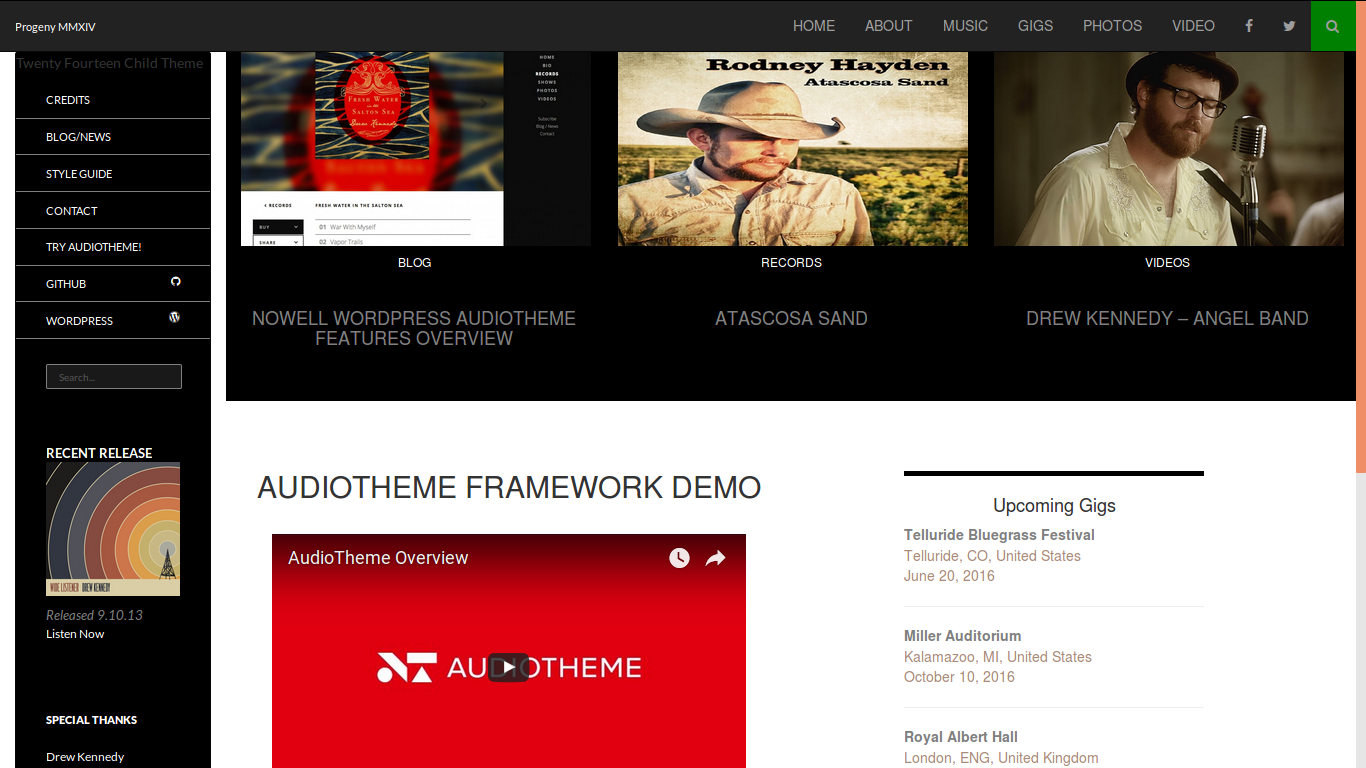 Progeny MMXIV
HOME
ABOUT
MUSIC
GIGS
PHOTOS
VIDEO
Twenty Fourteen Child Theme
CREDITS
BLOG/NEWS
STYLE GUIDE
CONTACT
TRY AUDIOTHEME!
GITHUB
WORDPRESS
Search...
RECENT RELEASE
WIDE LISTENER DREW KENNEDY
Released 9.10.13
Listen Now
SPECIAL THANKS
Drew Kennedy
FRESH WATER
IN THE
SALTON SEA
Drew Kennedy
HOME
BIO
RECORDS
SHOWS
PHOTOS
VIDEOS
Subscribe
Blog / News
Contact
< RECORDS
FRESH WATER IN THE SALTON SEA
BUY
SHARE
01 War With Myself
02 Vapor Trails
BLOG
NOWELL WORDPRESS AUDIOTHEME
FEATURES OVERVIEW
Rodney Hayden
Atascosa Sand
RECORDS
ATASCOSA SAND
VIDEOS
DREW KENNEDY – ANGEL BAND
AUDIOTHEME FRAMEWORK DEMO
AudioTheme Overview
AUDIOTHEME
Upcoming Gigs
Telluride Bluegrass Festival
Telluride, CO, United States
June 20, 2016
Miller Auditorium
Kalamazoo, MI, United States
October 10, 2016
Royal Albert Hall
London, ENG, United Kingdom